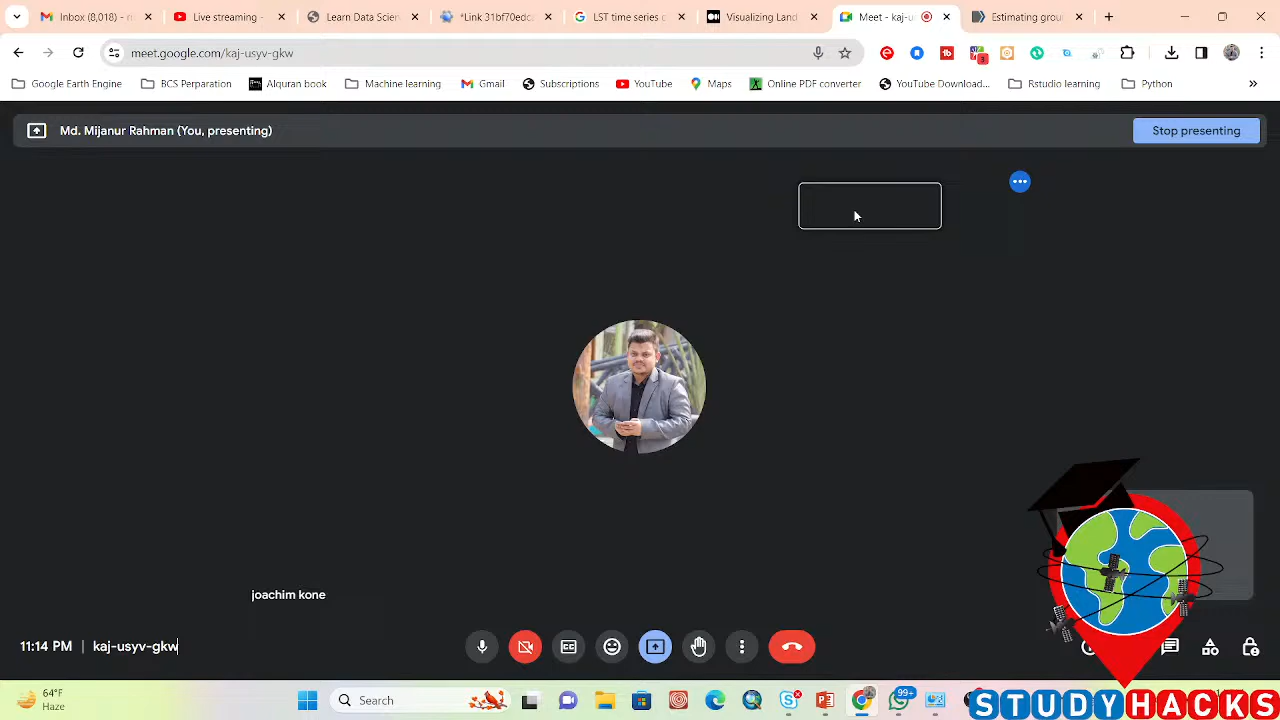 Inbox (8,018) - r
Live streaming -
Learn Data Scien
*Link 31bf70edc
LST time series c
Visualizing Land
Meet - kaj-u
Estimating grou
meet.google.com/kaj-usyv-gkw
Google Earth Engine
BCS Preparation
Alquran book
Machine learning
Gmail
Subscriptions
YouTube
Maps
Online PDF converter
YouTube Download...
Rstudio learning
Python
Md. Mijanur Rahman (You, presenting)
Stop presenting
joachim kone
11:14 PM | kaj-usyv-gkw
64°F
Haze
Search
99+
STUDYHACKS